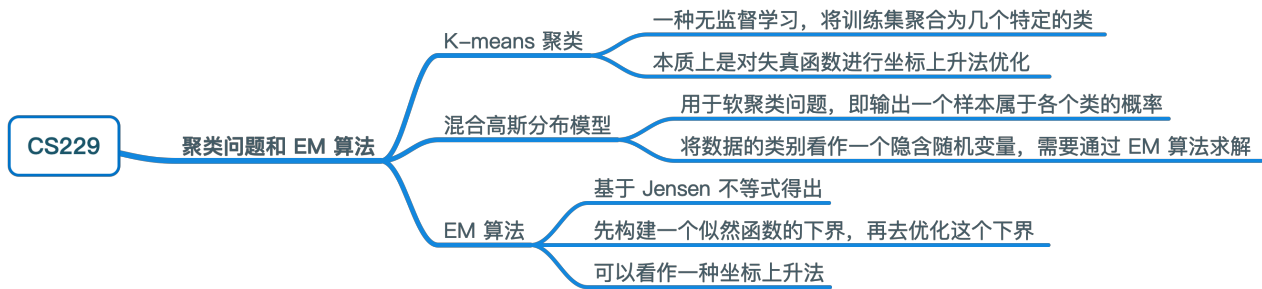 CS229
聚类问题和 EM 算法
K-means 聚类
一种无监督学习，将训练集聚合为几个特定的类
本质上是对失真函数进行坐标上升法优化
混合高斯分布模型
用于软聚类问题，即输出一个样本属于各个类的概率
将数据的类别看作一个隐含随机变量，需要通过 EM 算法求解
EM 算法
基于 Jensen 不等式得出
先构建一个似然函数的下界，再去优化这个下界
可以看作一种坐标上升法